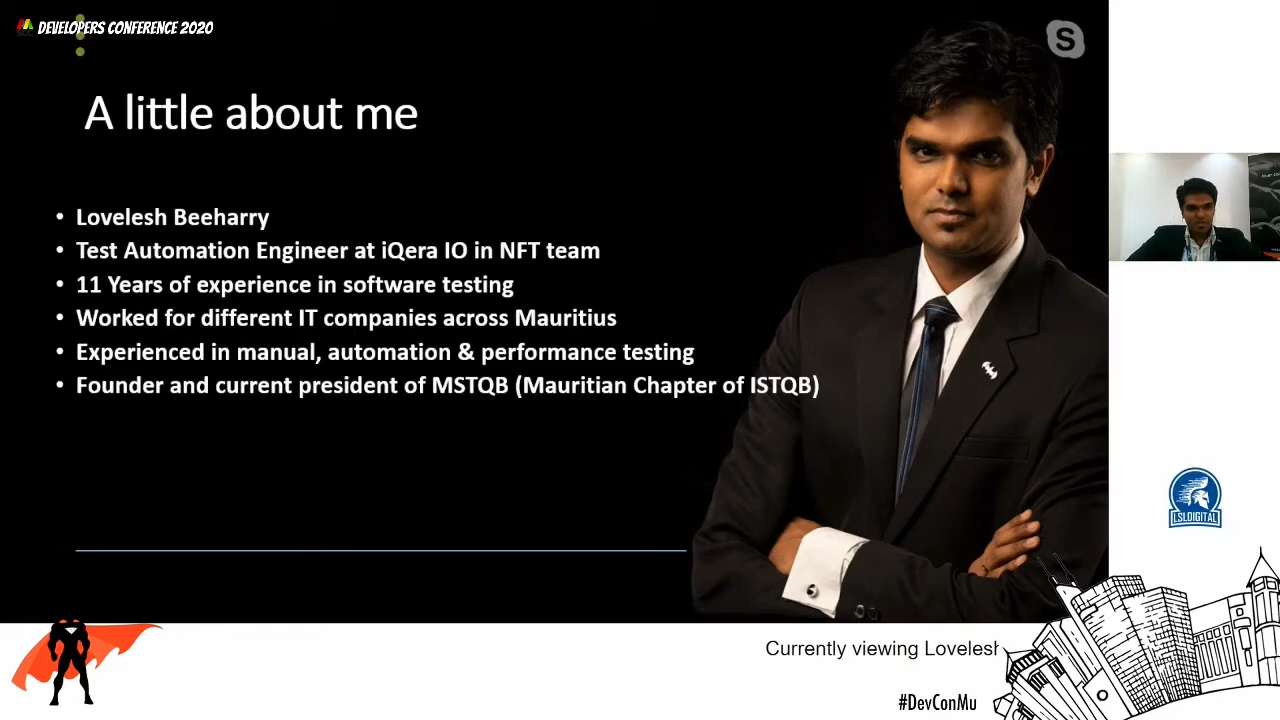 DEVELOPERS CONFERENCE 2020
S
A little about me
• Lovelesh Beeharry
• Test Automation Engineer at iQera IO in NFT team
• 11 Years of experience in software testing
• Worked for different IT companies across Mauritius
• Experienced in manual, automation & performance testing
• Founder and current president of MSTQB (Mauritian Chapter of ISTQB)
LSLDIGITAL
Currently viewing Lovelesh
#DevConMu